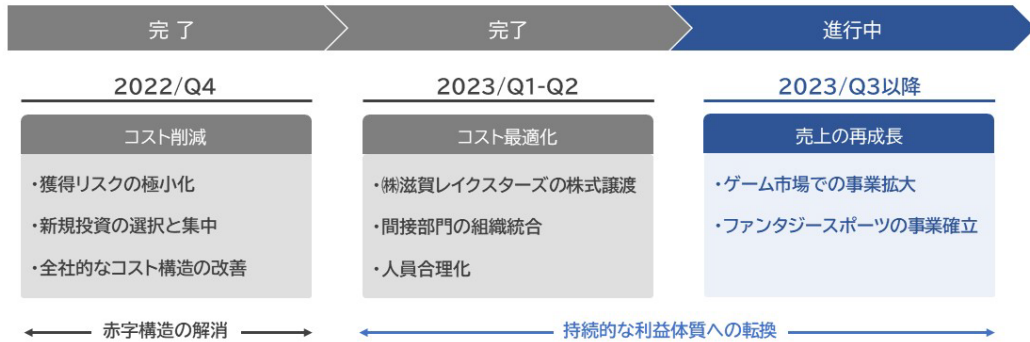 完 了
完了
進行中
2022/Q4
2023/Q1-Q2
2023/Q3以降
コスト削減
・獲得リスクの極小化
・新規投資の選択と集中
・全社的なコスト構造の改善
コスト最適化
・㈱滋賀レイクスターズの株式譲渡
・間接部門の組織統合
・人員合理化
売上の再成長
・ゲーム市場での事業拡大
・ファンタジースポーツの事業確立
赤字構造の解消
持続的な利益体質への転換